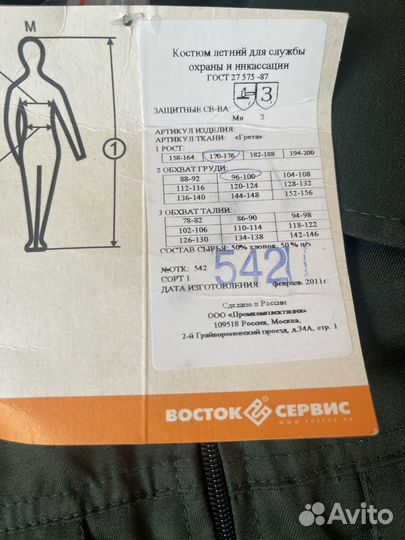 М
1
Костюм летний для службы
охраны и инкассации
ГОСТ 27 575 -87
З
ЗАЩИТНЫЕ СВ-ВА:
Ми З
АРТИКУЛ ИЗДЕЛИЯ:
АРТИКУЛ ТКАНИ: «Грета»
1 РОСТ:
158-164 170-176 182-188 194-200
2 ОБХВАТ ГРУДИ:
88-92 96-100 104-108
112-116 120-124 128-132
136-140 144-148 152-156
3 ОБХВАТ ТАЛИИ:
78-82 86-90 94-98
102-106 110-114 118-122
126-130 134-138 142-146
СОСТАВ СЫРЬЯ: 50% хлопок, 50% п/э
№ОТК: 542
542
СОРТ 1
ДАТА ИЗГОТОВЛЕНИЯ: февраль 2011г.
Сделано в России
ООО «Промкомплектация»
109518 Россия, Москва,
2-й Грайвороновский проезд, д.34А, стр. 1
ВОСТОК СЕРВИС
www.vostok.ru
Avito